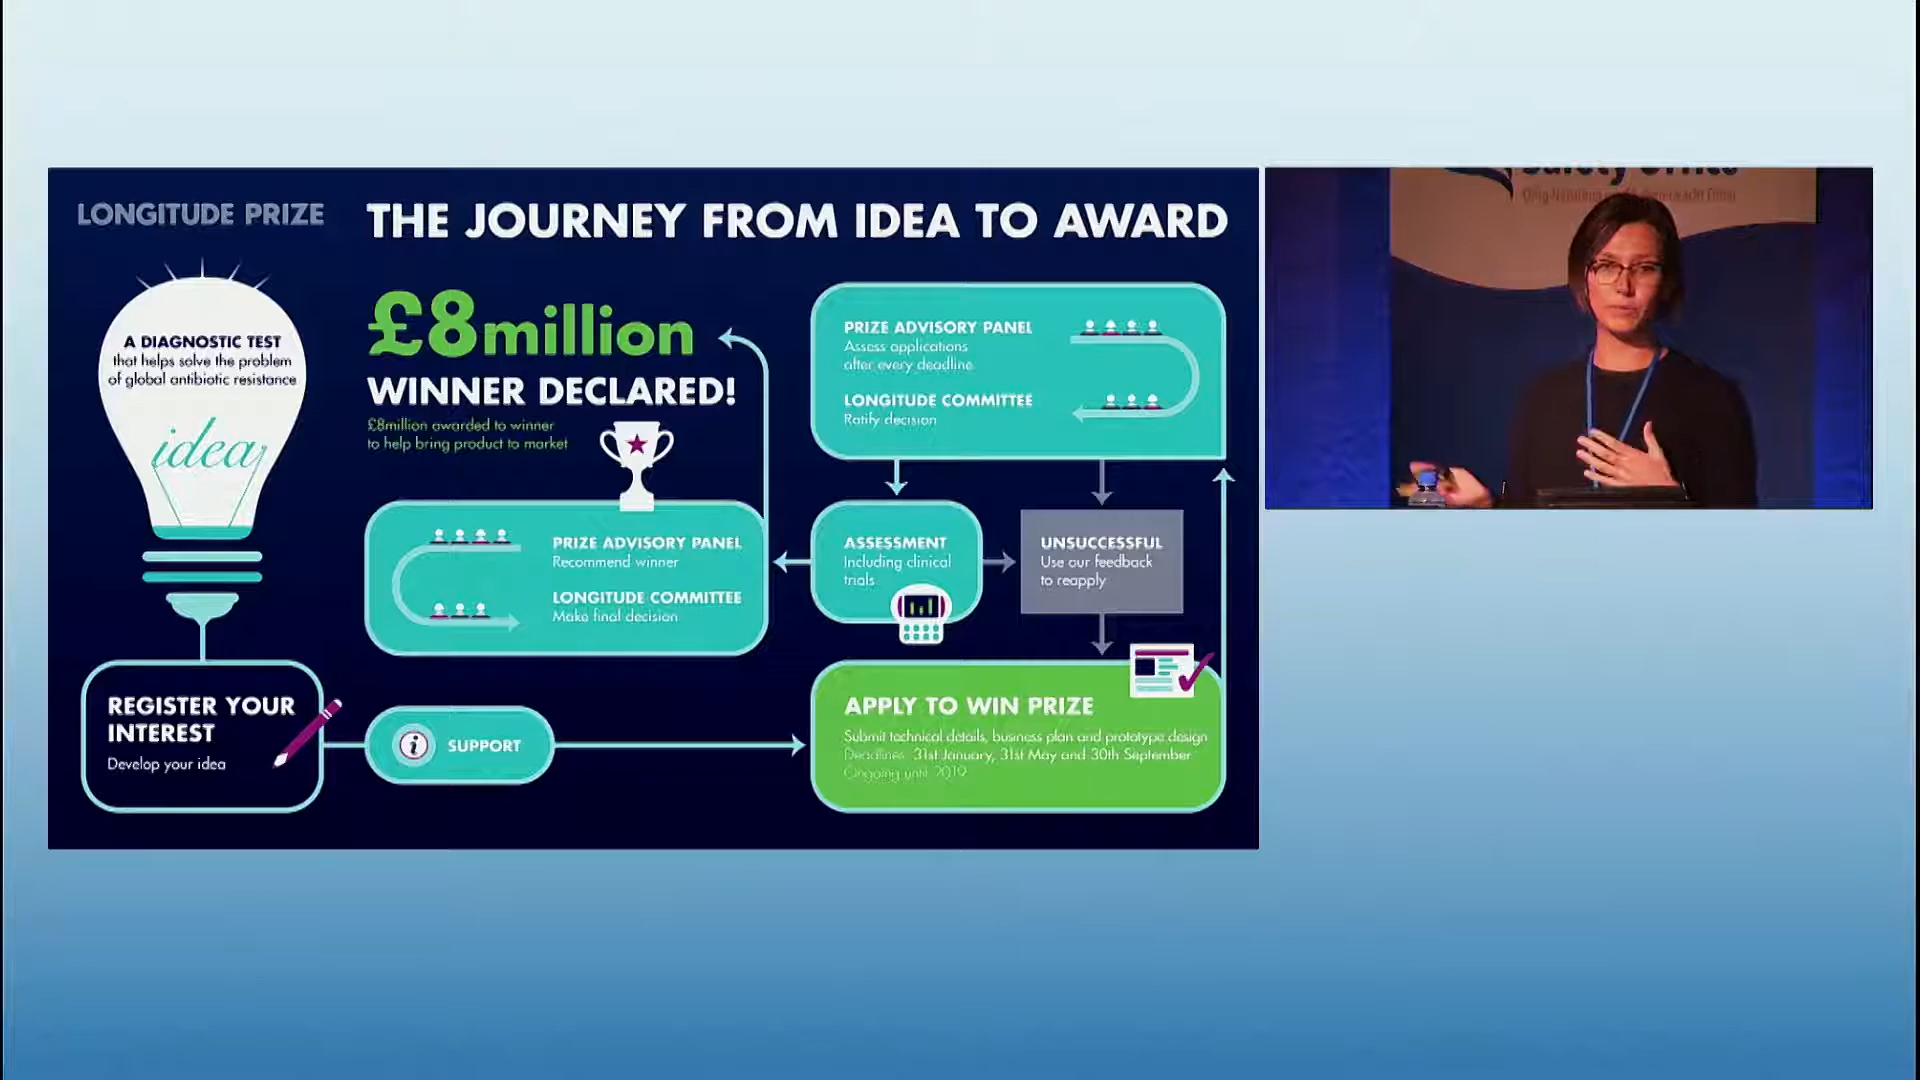 LONGITUDE PRIZE
THE JOURNEY FROM IDEA TO AWARD
A DIAGNOSTIC TEST
that helps solve the problem
of global antibiotic resistance
idea
REGISTER YOUR
INTEREST
Develop your idea
SUPPORT
£8million
WINNER DECLARED!
£8million awarded to winner
to help bring product to market
PRIZE ADVISORY PANEL
Recommend winner
LONGITUDE COMMITTEE
Make final decision
PRIZE ADVISORY PANEL
Assess applications
after every deadline
LONGITUDE COMMITTEE
Ratify decision
ASSESSMENT
Including clinical
trials
UNSUCCESSFUL
Use our feedback
to reapply
APPLY TO WIN PRIZE
Submit technical details, business plan and prototype design
Deadlines: 31st January, 31st May and 30th September
Ongoing until 2019
Safety Office